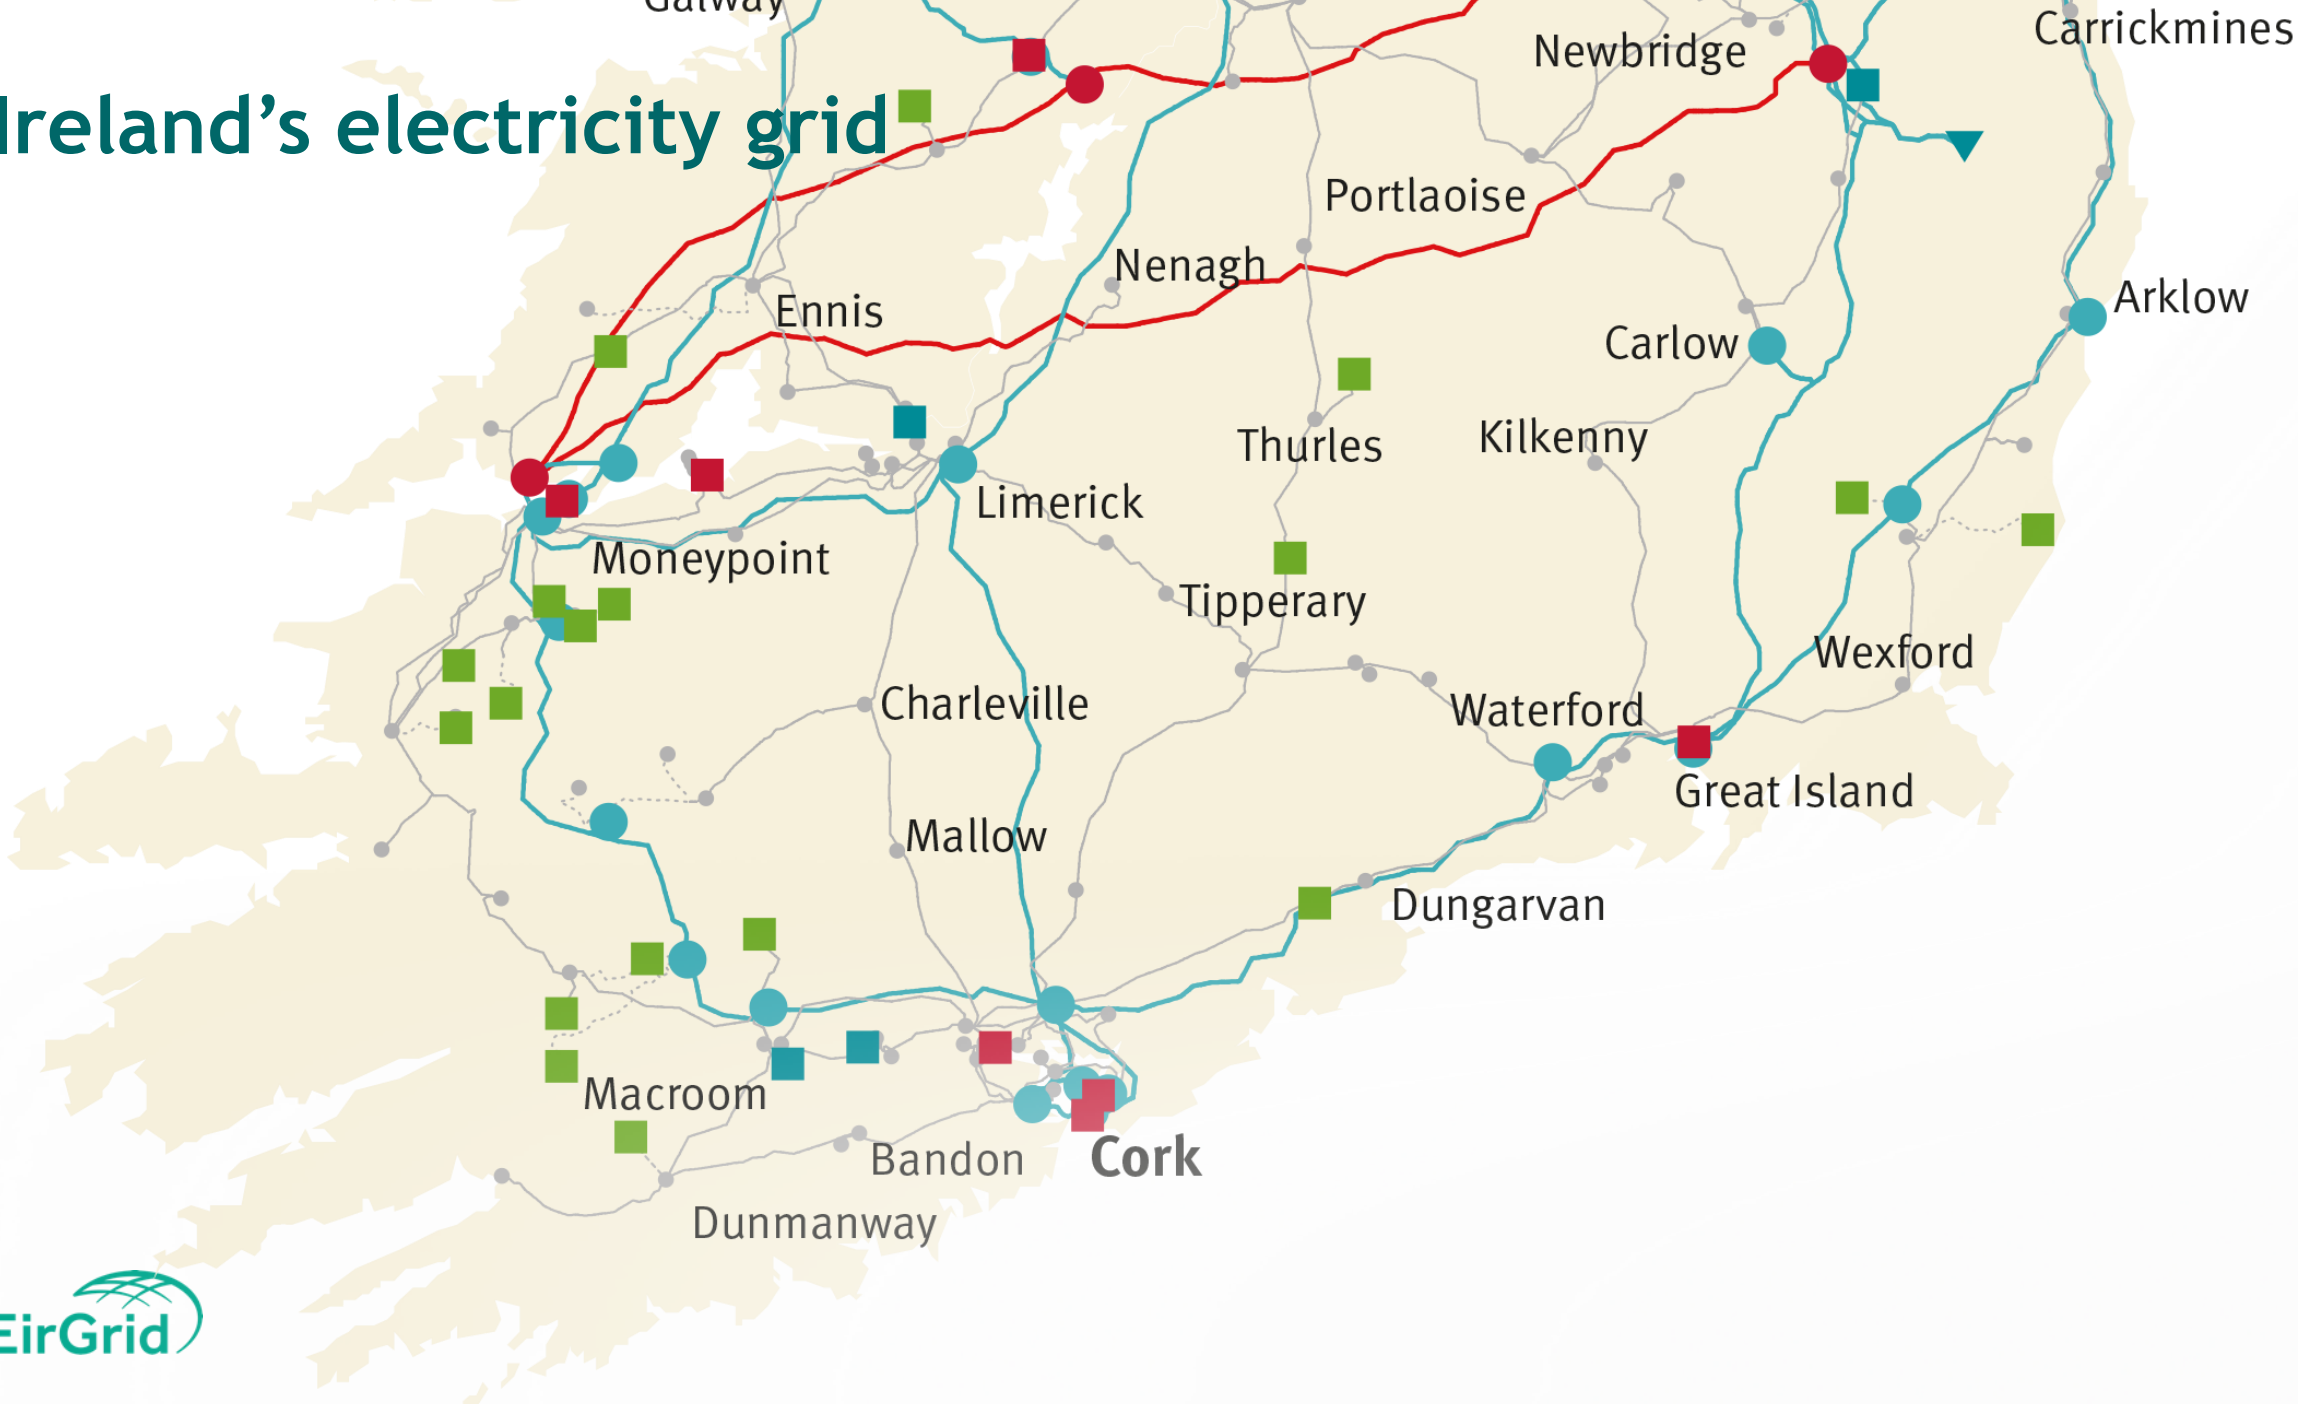 Galway
Carrickmines
Newbridge
Ireland's electricity grid
Portlaoise
Nenagh
Ennis
Arklow
Carlow
Kilkenny
Thurles
Limerick
Moneypoint
Tipperary
Wexford
Charleville
Waterford
Great Island
Mallow
Dungarvan
Macroom
Bandon
Cork
Dunmanway
EirGrid